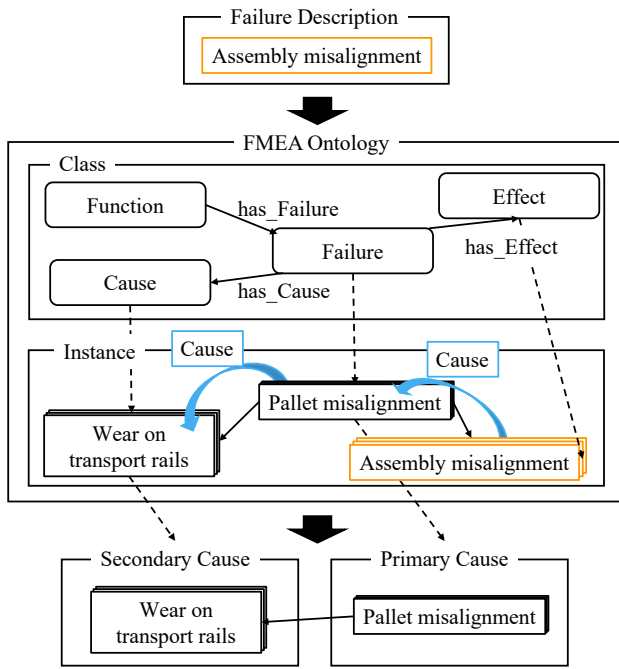 Failure Description
Assembly misalignment
FMEA Ontology
Class
Function
Effect
has_Failure
has_Effect
Failure
Cause
has_Cause
Instance
Cause
Cause
Pallet misalignment
Wear on
transport rails
Assembly misalignment
Secondary Cause
Primary Cause
Wear on
transport rails
Pallet misalignment